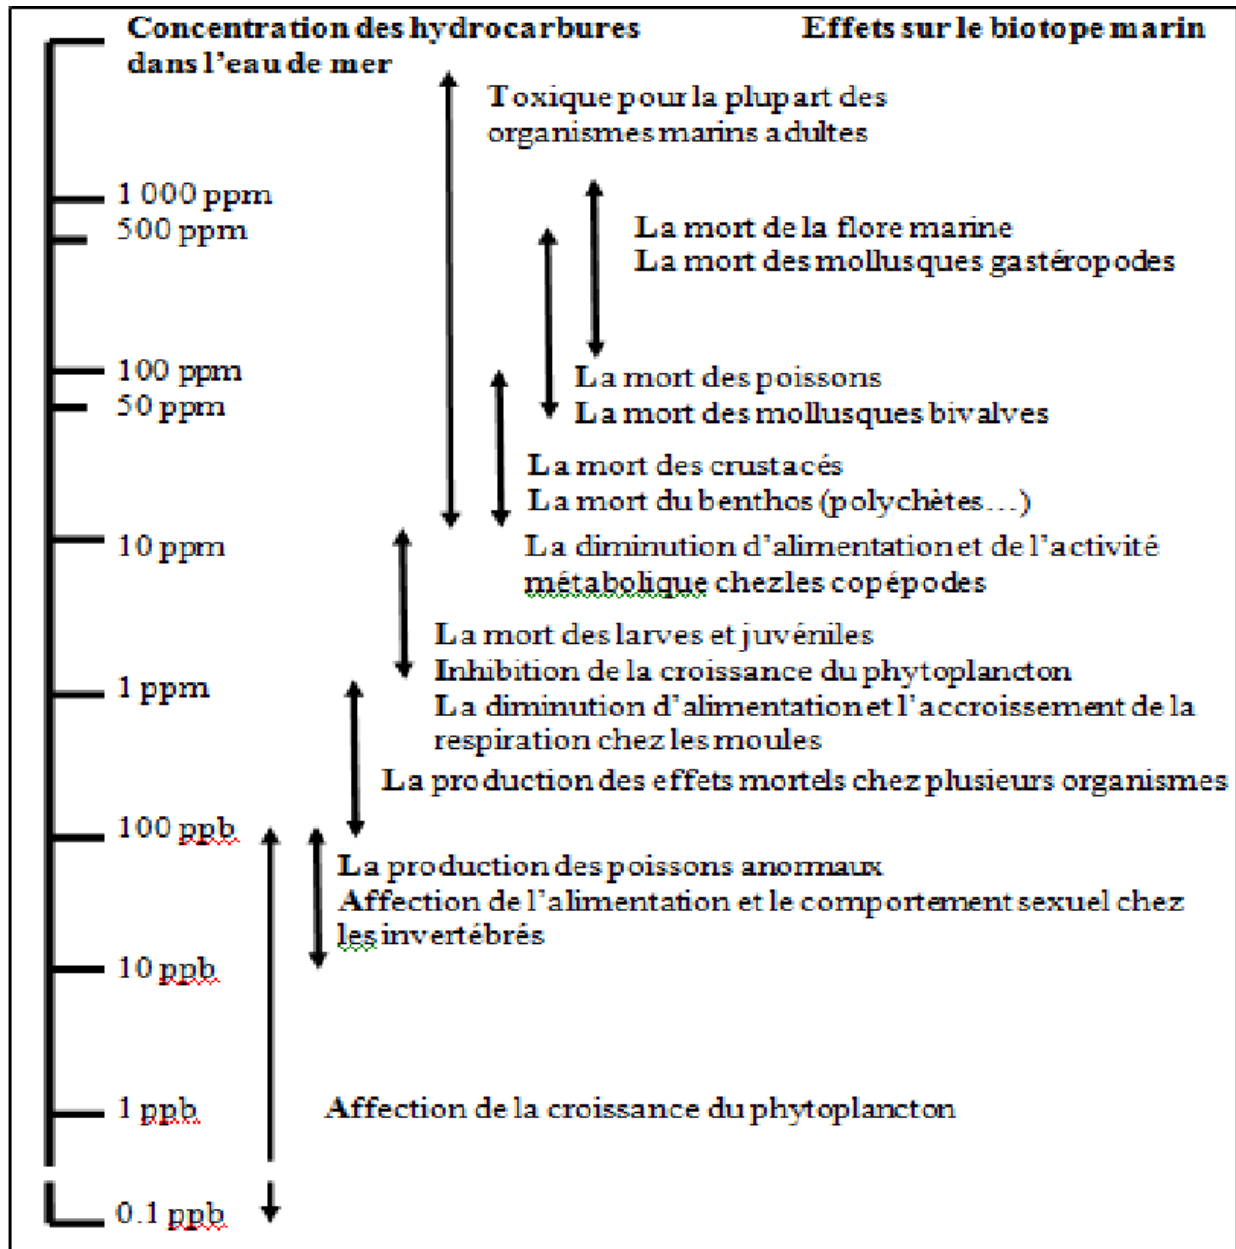 Concentration des hydrocarbures
dans l'eau de mer
Effets sur le biotope marin
Toxique pour la plupart des
organismes marins adultes
1 000 ppm
500 ppm
La mort de la flore marine
La mort des mollusques gastéropodes
100 ppm
La mort des poissons
50 ppm
La mort des mollusques bivalves
La mort des crustacés
La mort du benthos (polychètes…)
10 ppm
La diminution d'alimentation et de l'activité
métabolique chez les copépodes
La mort des larves et juvéniles
Inhibition de la croissance du phytoplancton
1 ppm
La diminution d'alimentation et l'accroissement de la
respiration chez les moules
La production des effets mortels chez plusieurs organismes
100 ppb
La production des poissons anormaux
Affection de l'alimentation et le comportement sexuel chez
les invertébrés
10 ppb
1 ppb
Affection de la croissance du phytoplancton
0.1 ppb